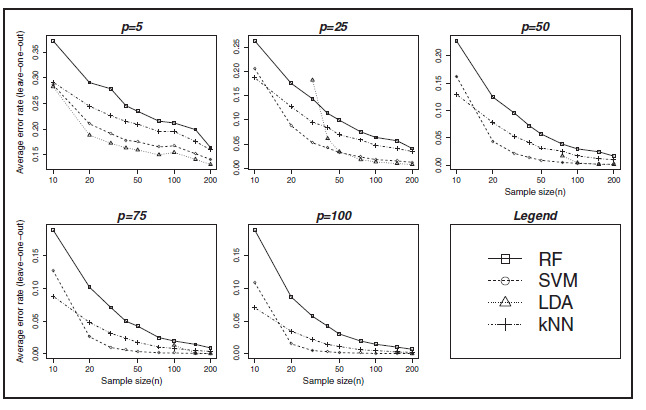 p=5
p=25
p=50
Average error rate (leave-one-out)
0.35
0.30
0.25
0.20
0.15
0.25
0.20
0.15
0.10
0.05
0.00
0.20
0.15
0.10
0.05
0.00
10 20 50 100 200
10 20 50 100 200
10 20 50 100 200
Sample size(n)
p=75
p=100
Legend
Average error rate (leave-one-out)
0.15
0.10
0.05
0.00
0.15
0.10
0.05
0.00
RF
SVM
LDA
kNN
10 20 50 100 200
10 20 50 100 200
Sample size(n)
Sample size(n)